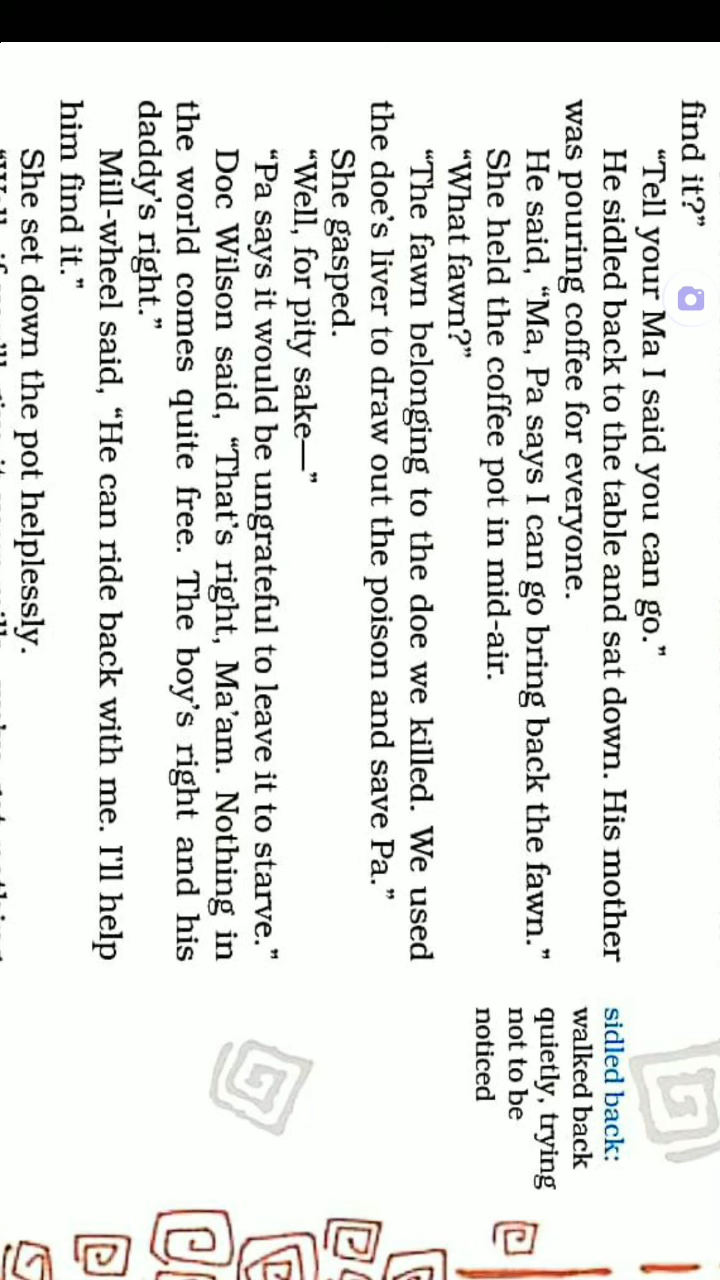 find it?”
“Tell your Ma I said you can go.”
He sidled back to the table and sat down. His mother
was pouring coffee for everyone.
He said, “Ma, Pa says I can go bring back the fawn.”
She held the coffee pot in mid-air.
“What fawn?”
“The fawn belonging to the doe we killed. We used
the doe’s liver to draw out the poison and save Pa.”
She gasped.
“Well, for pity sake—”
“Pa says it would be ungrateful to leave it to starve.”
Doc Wilson said, “That’s right, Ma’am. Nothing in
the world comes quite free. The boy’s right and his
daddy’s right.”
Mill-wheel said, “He can ride back with me. I'll help
him find it.”
She set down the pot helplessly.
sidled back:
walked back
quietly, trying
not to be
noticed